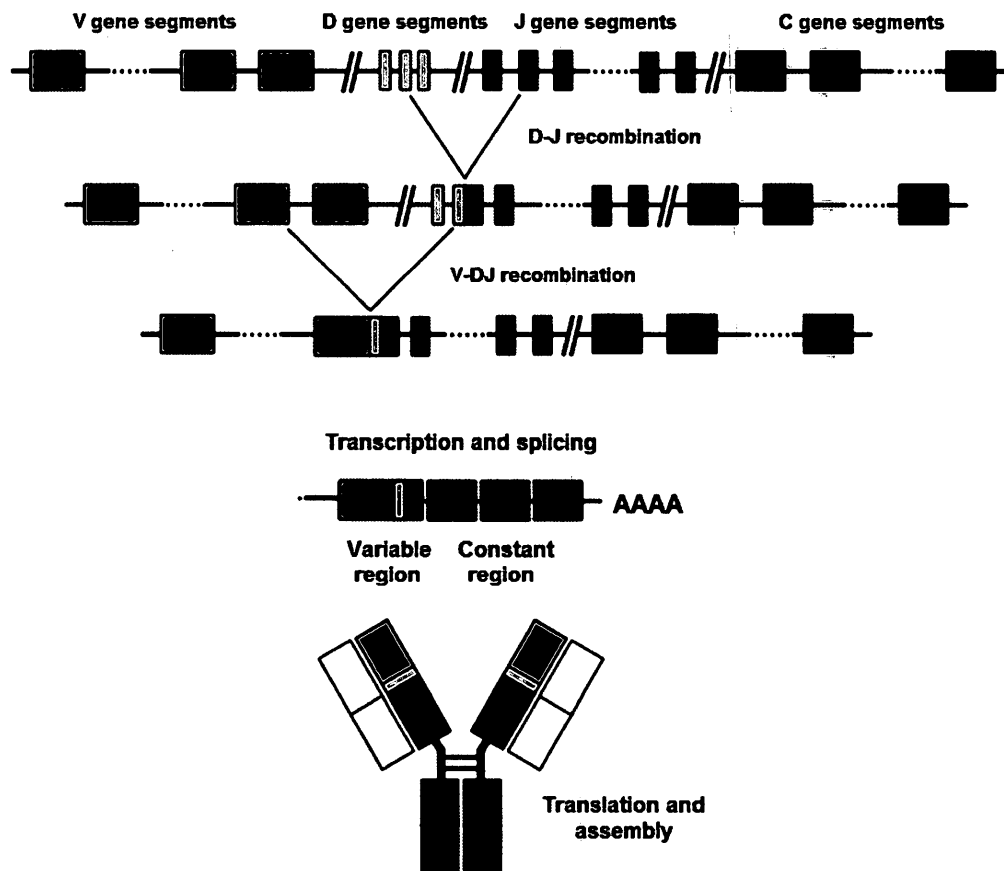 V gene segments D gene segments J gene segments C gene segments
D-J recombination
V-DJ recombination
Transcription and splicing
AAAA
Variable
region
Constant
region
Translation and
assembly